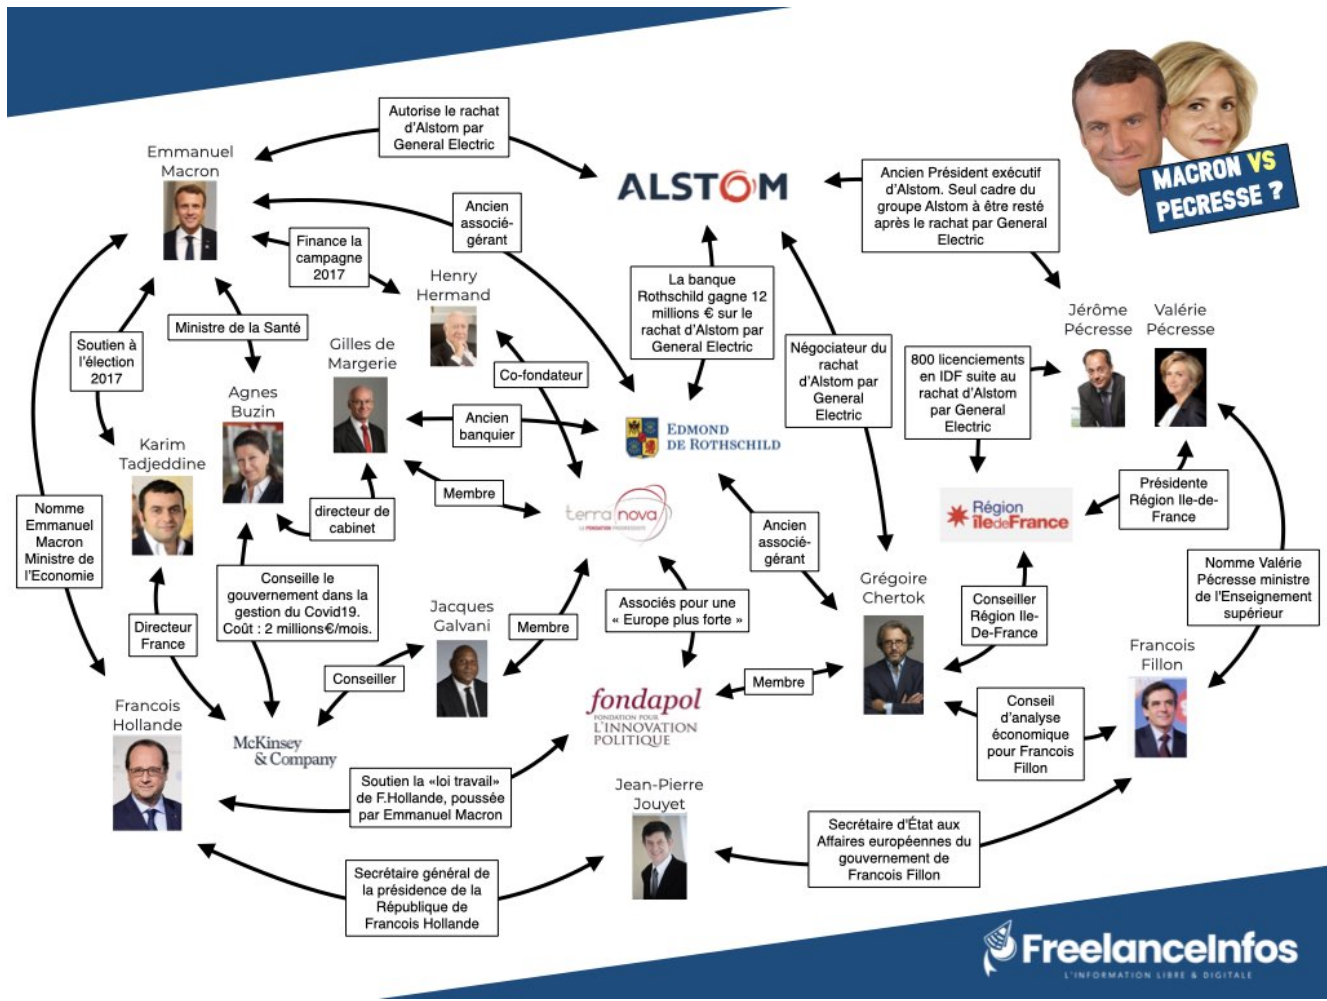 MACRON VS
PECRESSE ?
Autorise le rachat
d'Alstom par
General Electric
Emmanuel
Macron
ALSTOM
Ancien Président exécutif
d'Alstom. Seul cadre du
groupe Alstom à être resté
après le rachat par General
Electric
Ancien
associé-
gérant
Finance la
campagne
2017
Henry
Hermand
La banque
Rothschild gagne 12
millions € sur le
rachat d'Alstom par
General Electric
Jérôme
Pécresse
Valérie
Pécresse
Ministre de la Santé
Soutien à
l'élection
2017
Gilles de
Margerie
Négociateur du
rachat
d'Alstom par
General
Electric
800 licenciements
en IDF suite au
rachat d'Alstom
par General
Electric
Co-fondateur
Agnes
Buzin
Ancien
banquier
EDMOND
DE ROTHSCHILD
Karim
Tadjeddine
Membre
Présidente
Région Ile-de-
France
Nomme
Emmanuel
Macron
Ministre de
l'Economie
directeur de
cabinet
terra nova
LA FONDATION PROGRESSISTE
Région
îledeFrance
Ancien
associé-
gérant
Nomme Valérie
Pécresse ministre
de l'Enseignement
supérieur
Conseille le
gouvernement dans la
gestion du Covid19.
Coût : 2 millions€/mois.
Grégoire
Chertok
Jacques
Galvani
Associés pour une
« Europe plus forte »
Conseiller
Région Ile-
De-France
Directeur
France
Membre
Francois
Fillon
Conseiller
Membre
fondapol
FONDATION POUR
L'INNOVATION
POLITIQUE
Francois
Hollande
Conseil
d'analyse
économique
pour Francois
Fillon
McKinsey
& Company
Soutien la «loi travail»
de F.Hollande, poussée
par Emmanuel Macron
Jean-Pierre
Jouyet
Secrétaire d'État aux
Affaires européennes du
gouvernement de
Francois Fillon
Secrétaire général de
la présidence de la
République de
Francois Hollande
FreelanceInfos
L'INFORMATION LIBRE & DIGITALE